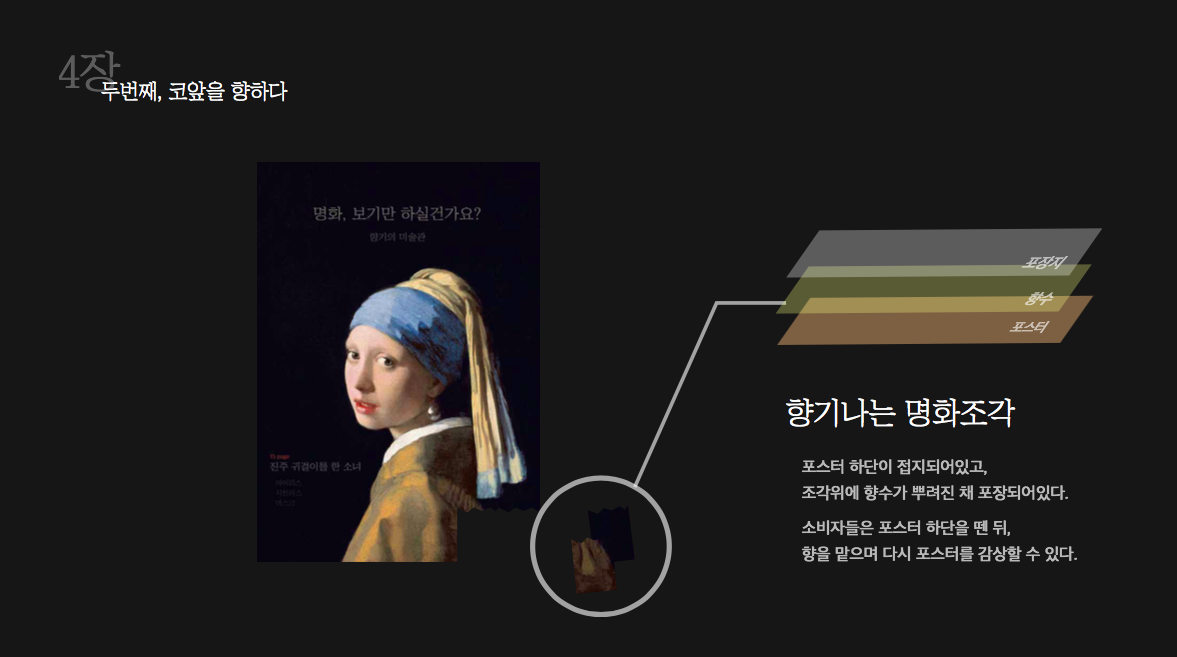 4장
두번째, 코앞을 향하다
명화, 보기만 하실건가요?
향기의 미술관
진주 귀걸이를 한 소녀
포장지
향수
포스터
향기나는 명화조각
포스터 하단이 접지되어있고,
조각위에 향수가 뿌려진 채 포장되어있다.
소비자들은 포스터 하단을 뗀 뒤,
향을 맡으며 다시 포스터를 감상할 수 있다.